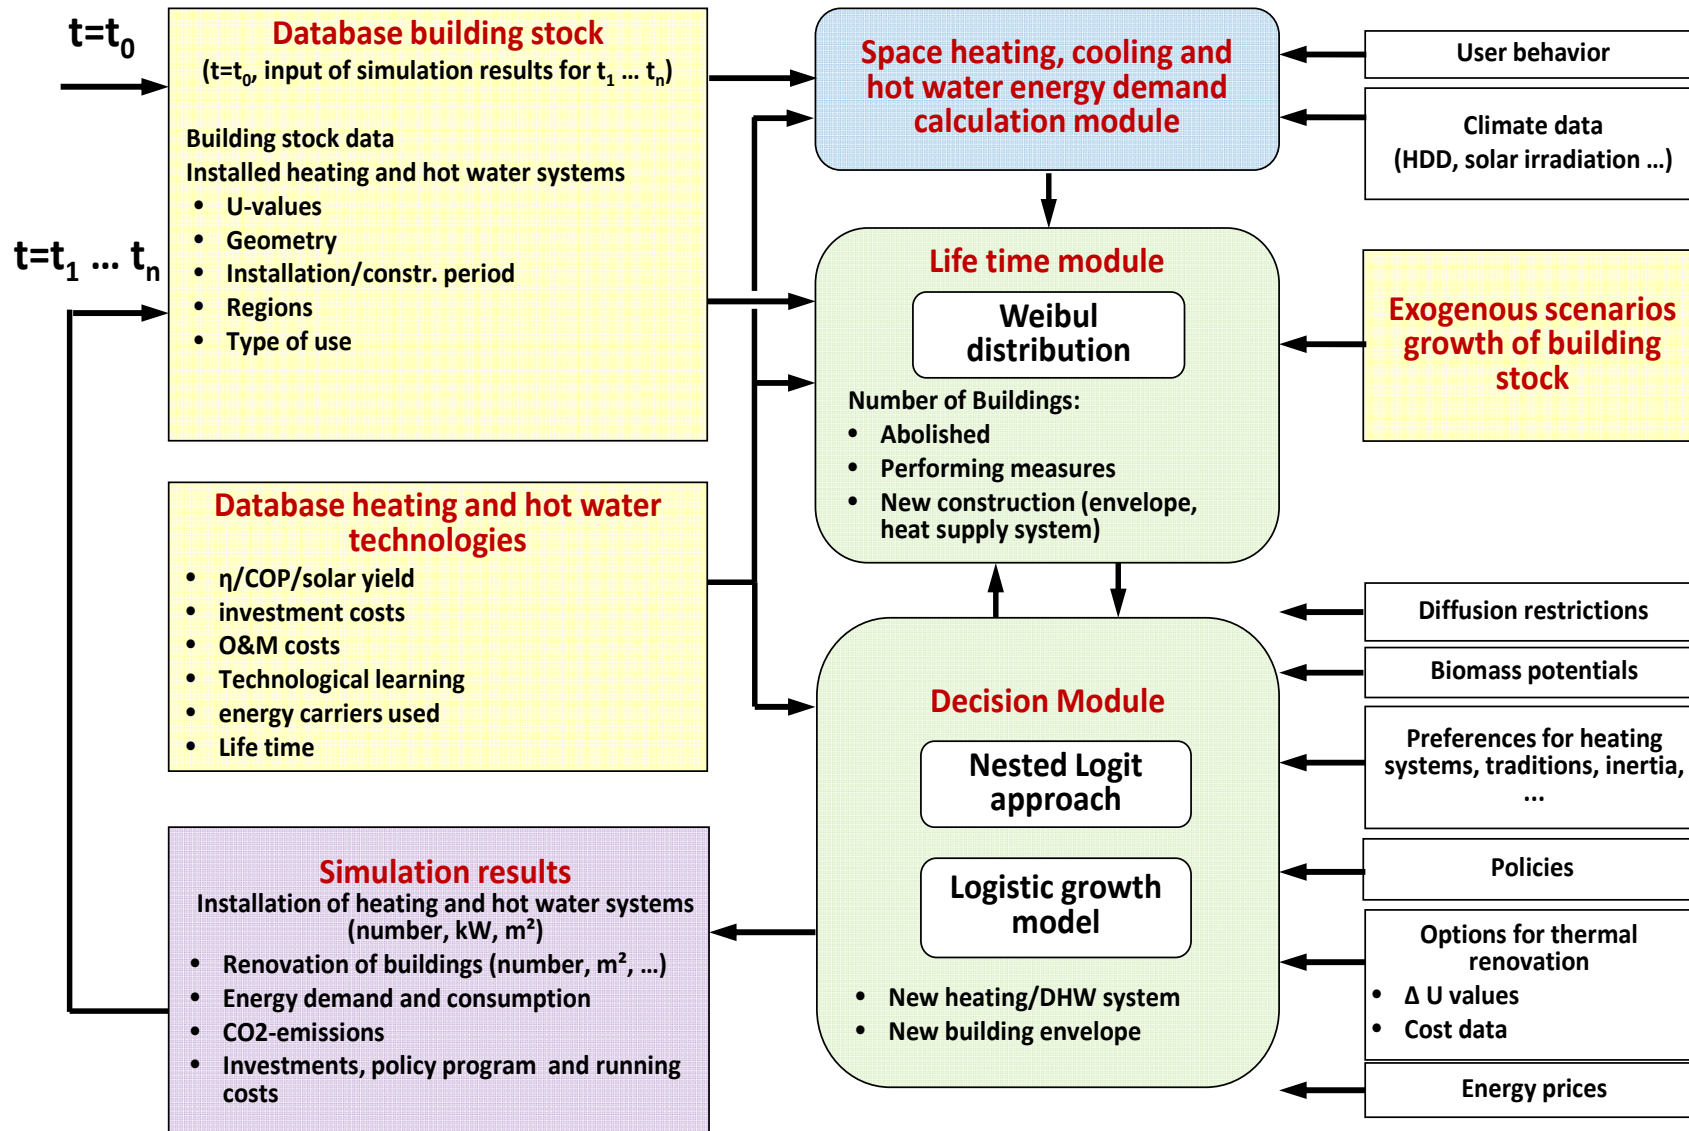 t=t0
Database building stock
(t=t0, input of simulation results for t1 ... tn)
Building stock data
Installed heating and hot water systems
• U-values
• Geometry
• Installation/constr. period
• Regions
• Type of use
t=t1 ... tn
Database heating and hot water
technologies
• η/COP/solar yield
• investment costs
• O&M costs
• Technological learning
• energy carriers used
• Life time
Simulation results
Installation of heating and hot water systems
(number, kW, m²)
• Renovation of buildings (number, m², ...)
• Energy demand and consumption
• CO2-emissions
• Investments, policy program and running
costs
Space heating, cooling and
hot water energy demand
calculation module
Life time module
Weibul
distribution
Number of Buildings:
• Abolished
• Performing measures
• New construction (envelope,
heat supply system)
Decision Module
Nested Logit
approach
Logistic growth
model
• New heating/DHW system
• New building envelope
User behavior
Climate data
(HDD, solar irradiation ...)
Exogenous scenarios
growth of building
stock
Diffusion restrictions
Biomass potentials
Preferences for heating
systems, traditions, inertia,
...
Policies
Options for thermal
renovation
• Δ U values
• Cost data
Energy prices